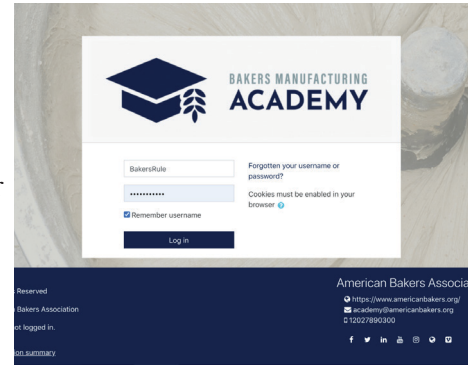 BAKERS MANUFACTURING
ACADEMY
BakersRule
Forgotten your username or
password?
•••••••••••
Cookies must be enabled in your
browser
Remember username
Log in
Reserved
Bakers Association
ot logged in.
ion summary
American Bakers Associa
https://www.americanbakers.org/
academy@americanbakers.org
12027890300